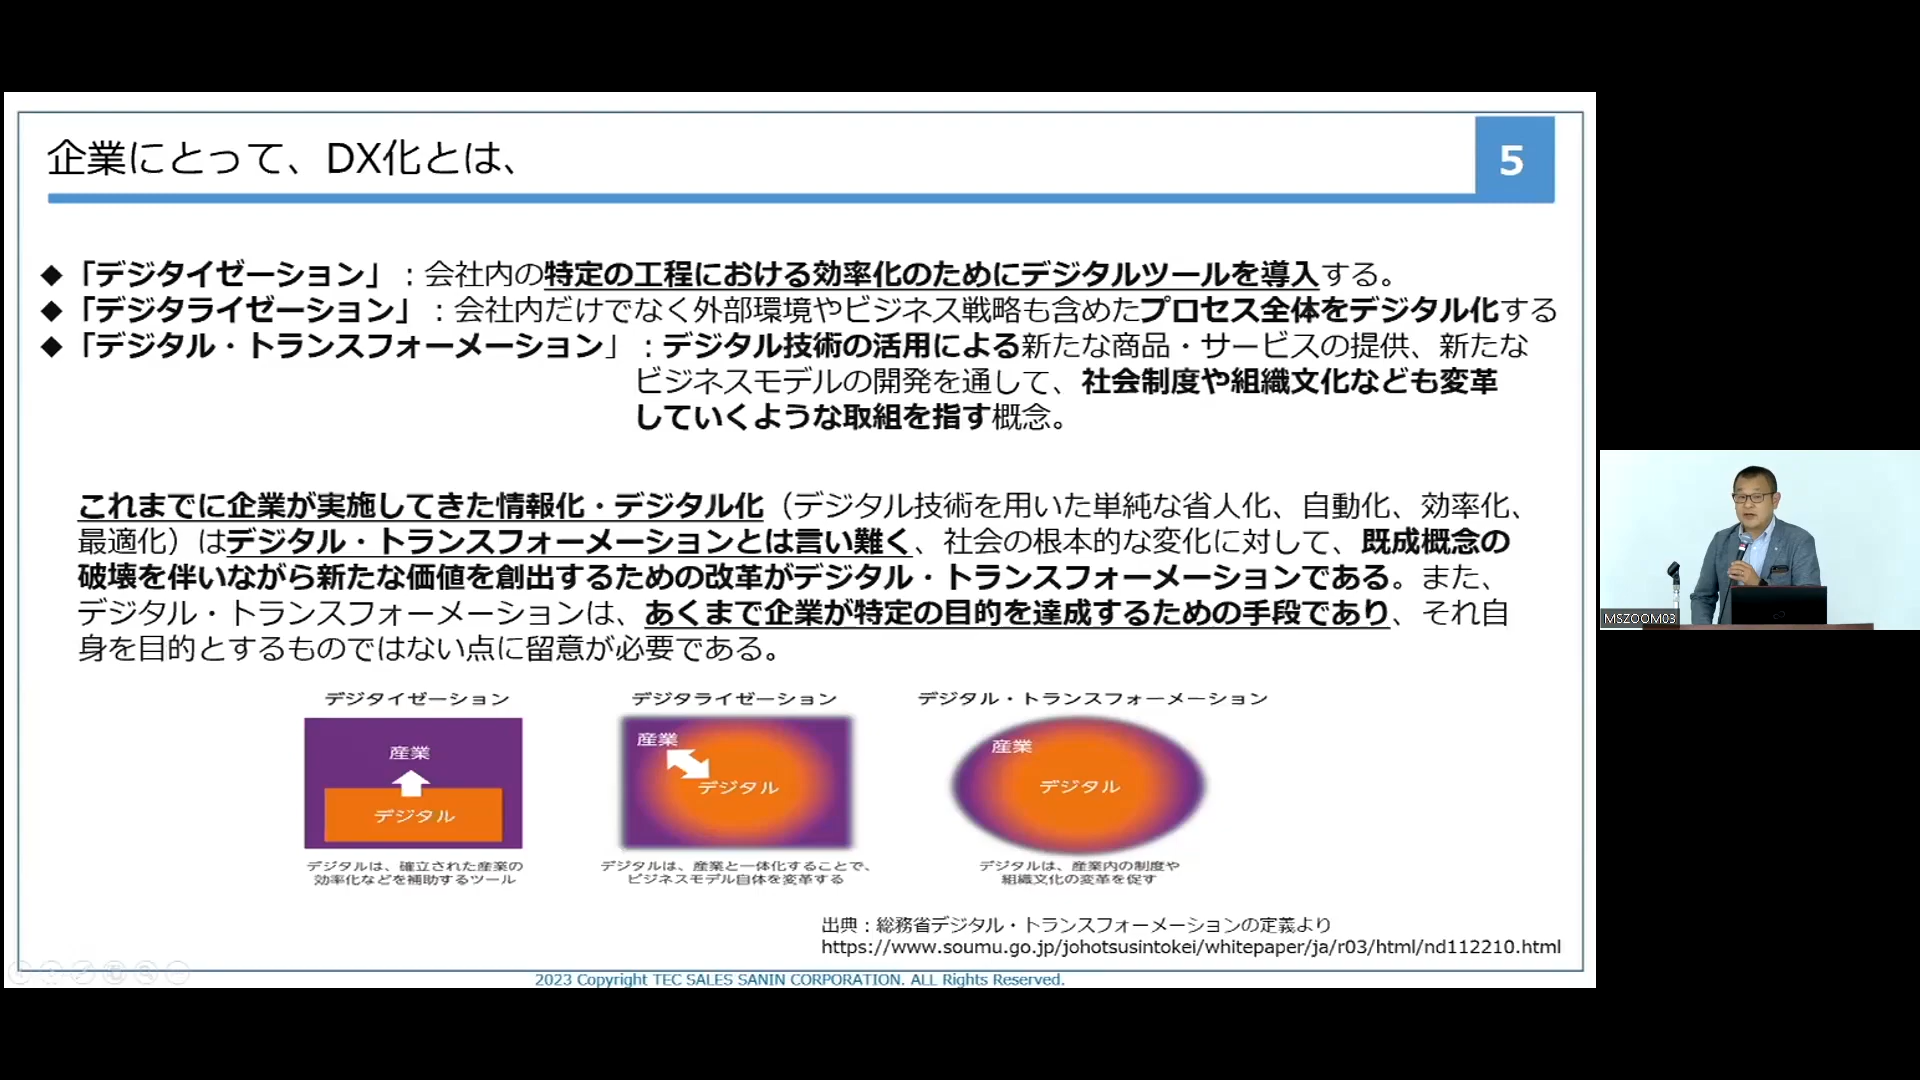 企業にとって、DX化とは、
5
◆「デジタイゼーション」：会社内の特定の工程における効率化のためにデジタルツールを導入する。
◆「デジタライゼーション」：会社内だけでなく外部環境やビジネス戦略も含めたプロセス全体をデジタル化する
◆「デジタル・トランスフォーメーション」：デジタル技術の活用による新たな商品・サービスの提供、新たな
ビジネスモデルの開発を通して、社会制度や組織文化なども変革
していくような取組を指す概念。
これまでに企業が実施してきた情報化・デジタル化（デジタル技術を用いた単純な省人化、自動化、効率化、
最適化）はデジタル・トランスフォーメーションとは言い難く、社会の根本的な変化に対して、既成概念の
破壊を伴いながら新たな価値を創出するための改革がデジタル・トランスフォーメーションである。また、
デジタル・トランスフォーメーションは、あくまで企業が特定の目的を達成するための手段であり、それ自
身を目的とするものではない点に留意が必要である。
デジタイゼーション
産業
デジタル
デジタルは、確立された産業の
効率化などを補助するツール
デジタライゼーション
産業
デジタル
デジタルは、産業と一体化することで、
ビジネスモデル自体を変革する
デジタル・トランスフォーメーション
産業
デジタル
デジタルは、産業内の制度や
組織文化の変革を促す
出典：総務省デジタル・トランスフォーメーションの定義より
https://www.soumu.go.jp/johotsusintokei/whitepaper/ja/r03/html/nd112210.html
2023 Copyright TEC SALES SANIN CORPORATION. ALL Rights Reserved.
MSZOOM03